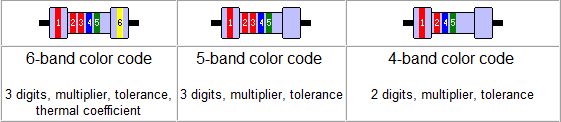 1 2 3 4 5 6
1 2 3 4 5
1 2 4 5
6-band color code
3 digits, multiplier, tolerance,
thermal coefficient
5-band color code
3 digits, multiplier, tolerance
4-band color code
2 digits, multiplier, tolerance